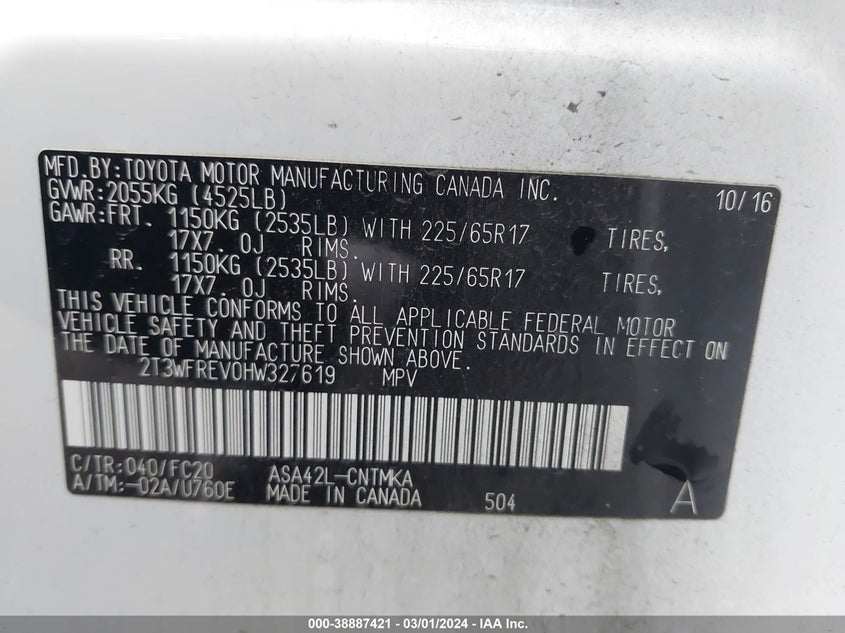 MFD.BY:TOYOTA MOTOR MANUFACTURING CANADA INC. 10/16
GVWR:2055KG (4525LB)
GAWR:FRT. 1150KG (2535LB) WITH 225/65R17 TIRES,
17X7.0J RIMS.
RR. 1150KG (2535LB) WITH 225/65R17 TIRES,
17X7.0J RIMS.
THIS VEHICLE CONFORMS TO ALL APPLICABLE FEDERAL MOTOR
VEHICLE SAFETY AND THEFT PREVENTION STANDARDS IN EFFECT ON
THE DATE OF MANUFACTURE SHOWN ABOVE.
2T3WFREV0HW327619 MPV
C/TR:040/FC20 ASA42L-CNTMKA
A/TM:-02A/U760E MADE IN CANADA 504 A
000-38887421 - 03/01/2024 - IAA Inc.